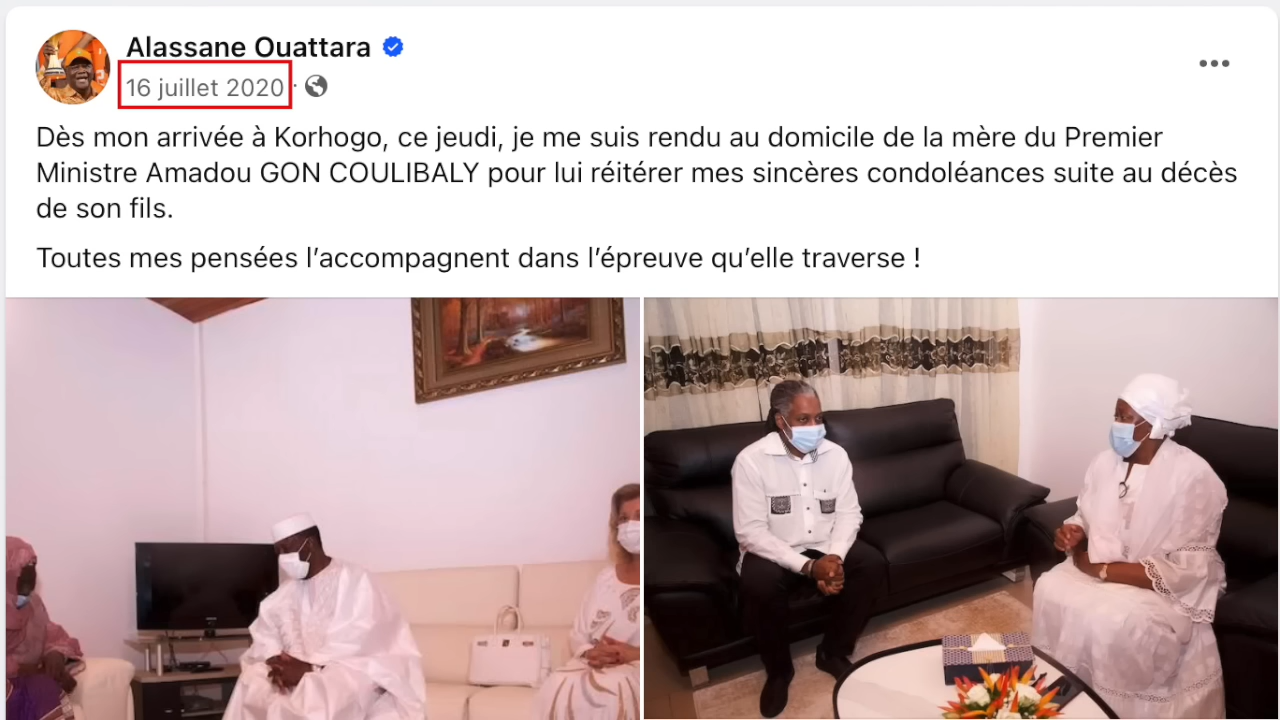 Alassane Ouattara
16 juillet 2020 ·
Dès mon arrivée à Korhogo, ce jeudi, je me suis rendu au domicile de la mère du Premier
Ministre Amadou GON COULIBALY pour lui réitérer mes sincères condoléances suite au décès
de son fils.
Toutes mes pensées l’accompagnent dans l’épreuve qu’elle traverse !